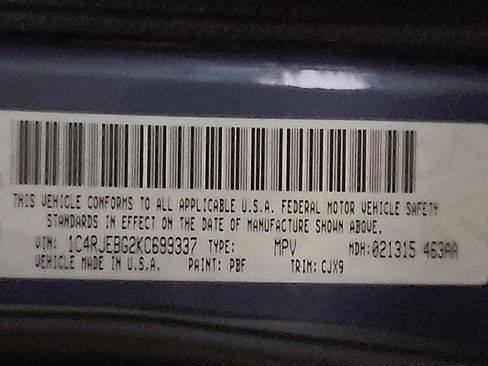 THIS VEHICLE CONFORMS TO ALL APPLICABLE U.S.A. FEDERAL MOTOR VEHICLE SAFETY
STANDARDS IN EFFECT ON THE DATE OF MANUFACTURE SHOWN ABOVE.
VIN: 1C4RJEBG2KC699337 TYPE: MPV MDH:021315 463AA
VEHICLE MADE IN U.S.A. PAINT: PBF TRIM: CJX9